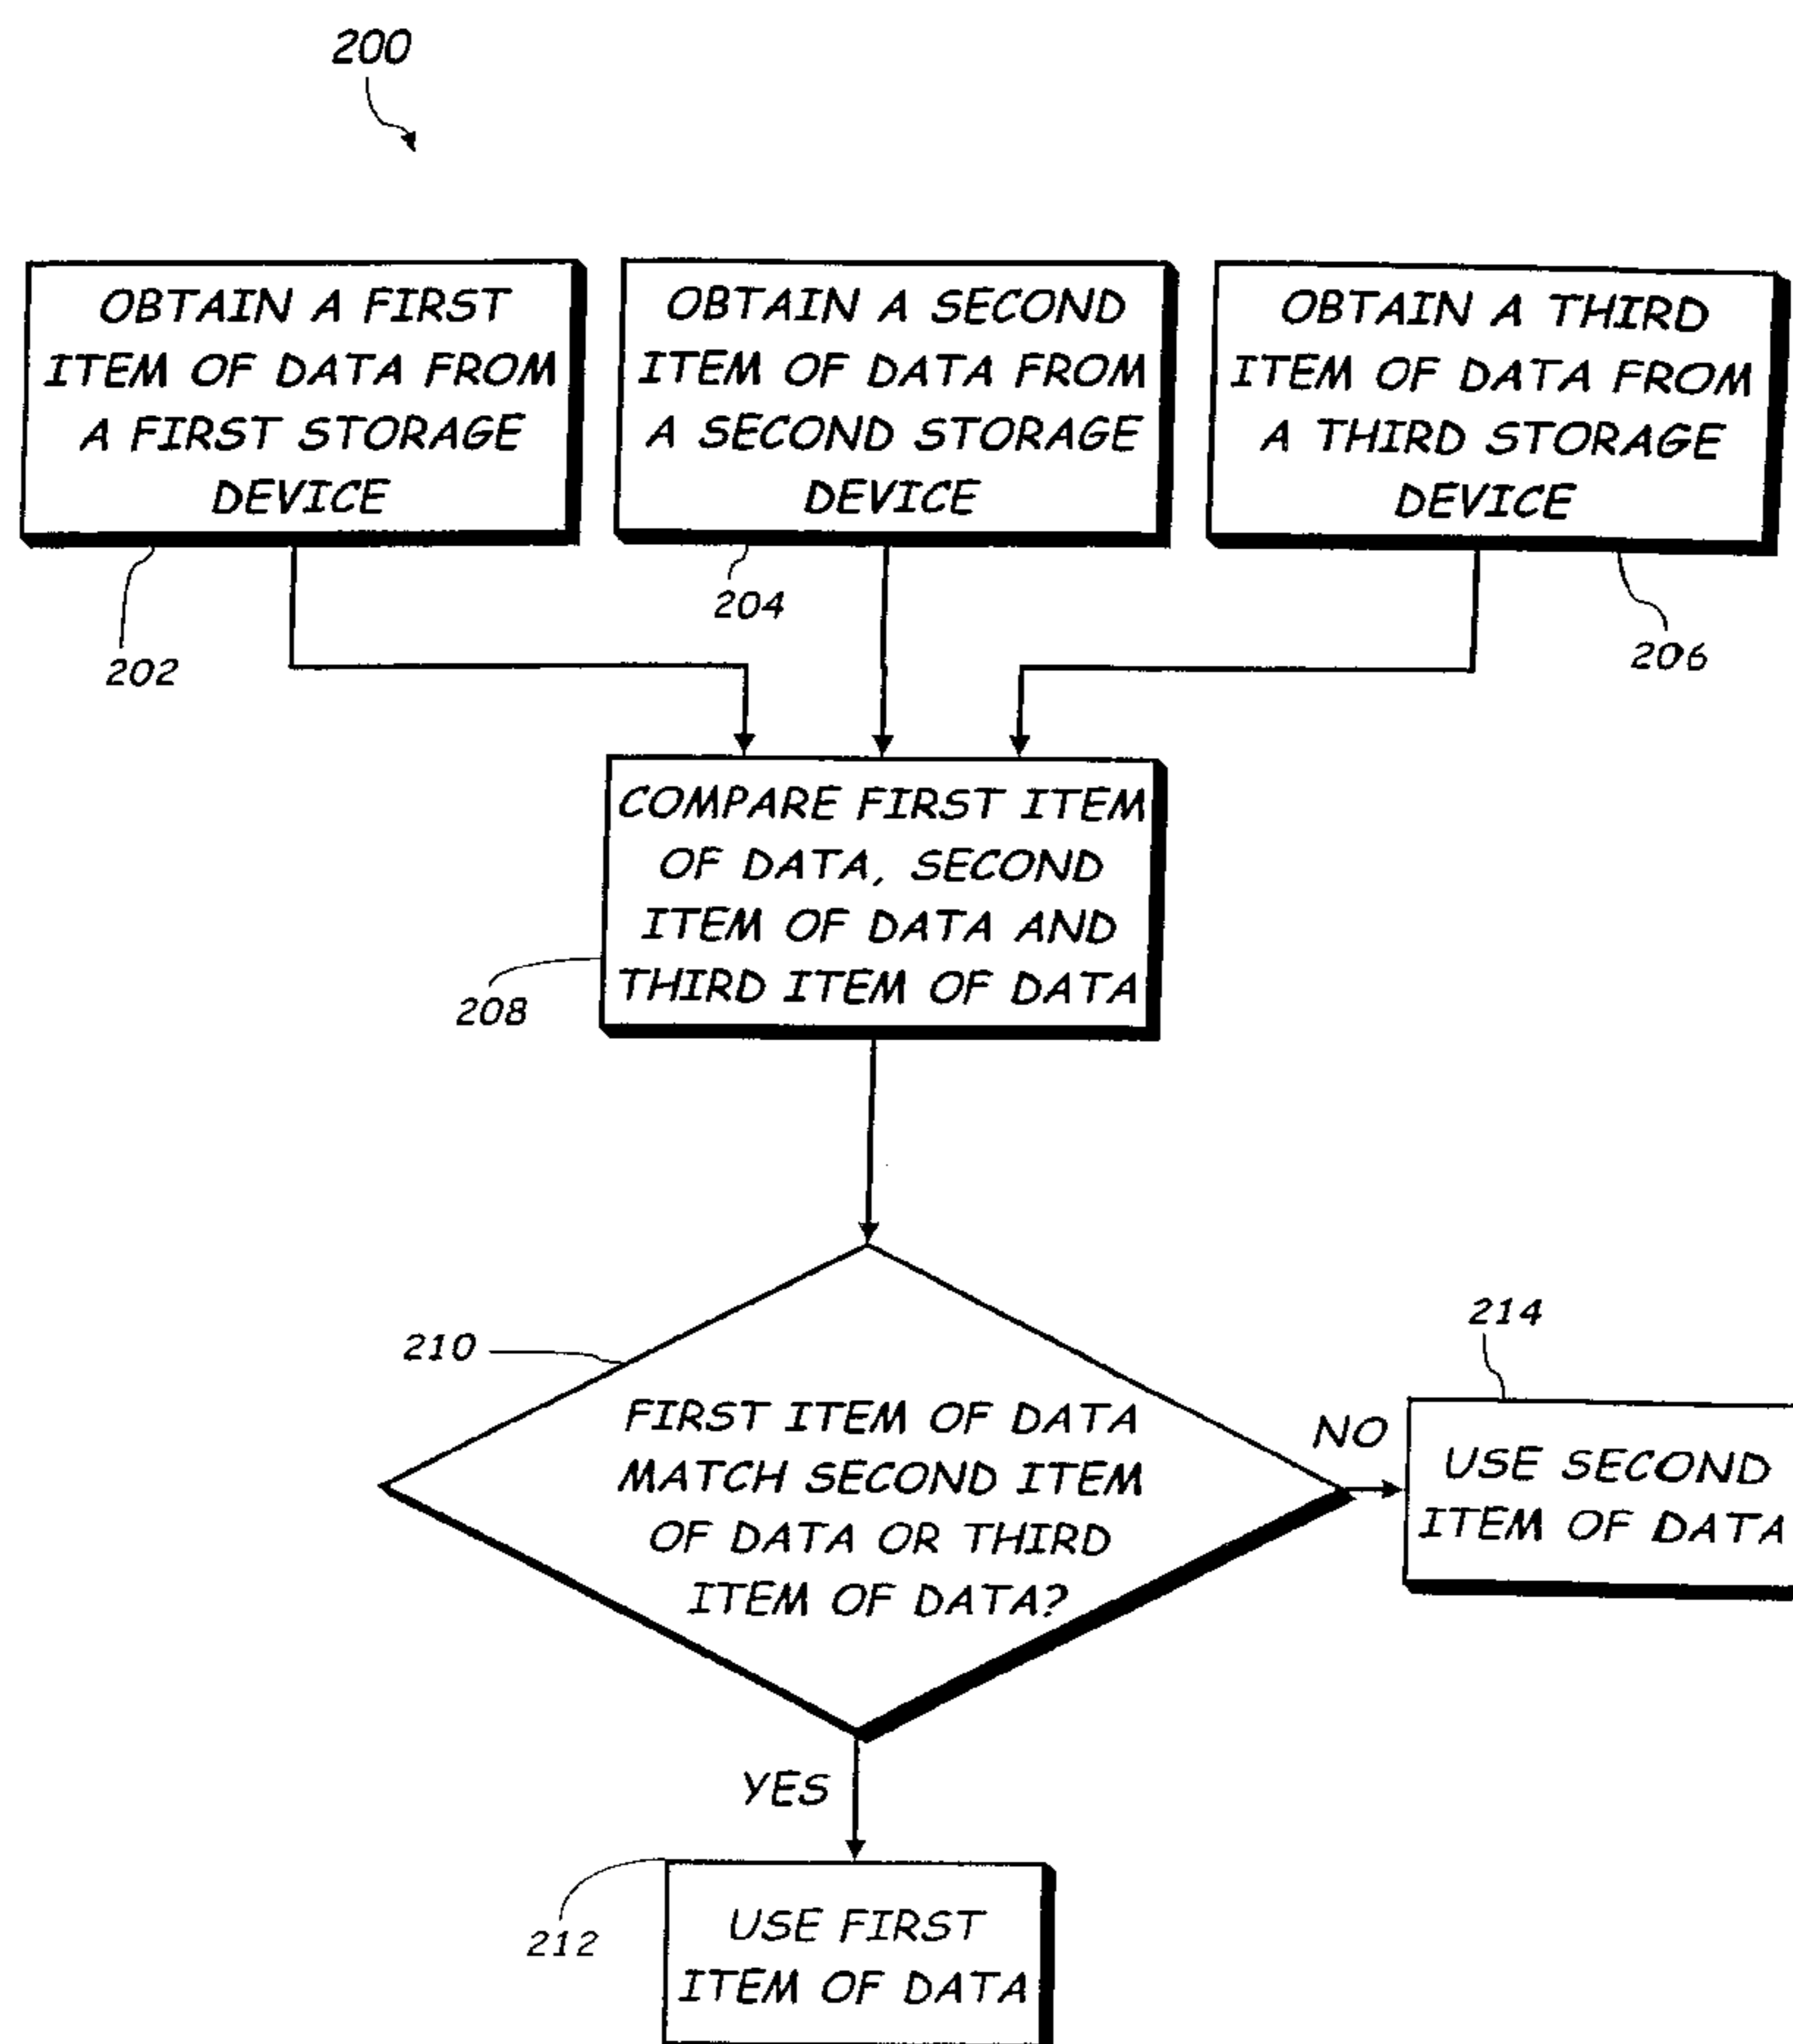 200
OBTAIN A FIRST
ITEM OF DATA FROM
A FIRST STORAGE
DEVICE
202
OBTAIN A SECOND
ITEM OF DATA FROM
A SECOND STORAGE
DEVICE
204
OBTAIN A THIRD
ITEM OF DATA FROM
A THIRD STORAGE
DEVICE
206
COMPARE FIRST ITEM
OF DATA, SECOND
ITEM OF DATA AND
THIRD ITEM OF DATA
208
210
FIRST ITEM OF DATA
MATCH SECOND ITEM
OF DATA OR THIRD
ITEM OF DATA?
NO
214
USE SECOND
ITEM OF DATA
YES
212
USE FIRST
ITEM OF DATA